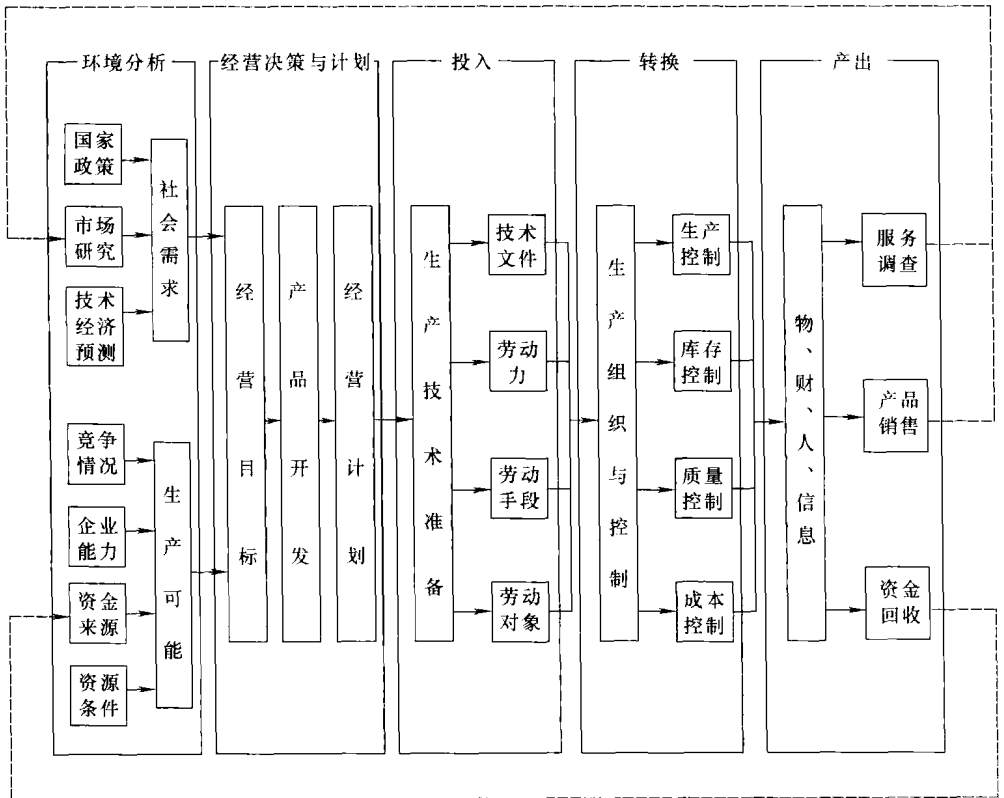 环境分析
国家
政策
市场
研究
技术
经济
预测
社会需求
竞争
情况
企业
能力
资金
来源
资源
条件
生产可能
经营决策与计划
经营目标
产品开发
经营计划
投入
生产技术准备
技术
文件
劳动
力
劳动
手段
劳动
对象
转换
生产组织与控制
生产
控制
库存
控制
质量
控制
成本
控制
产出
物、财、人、信息
服务
调查
产品
销售
资金
回收